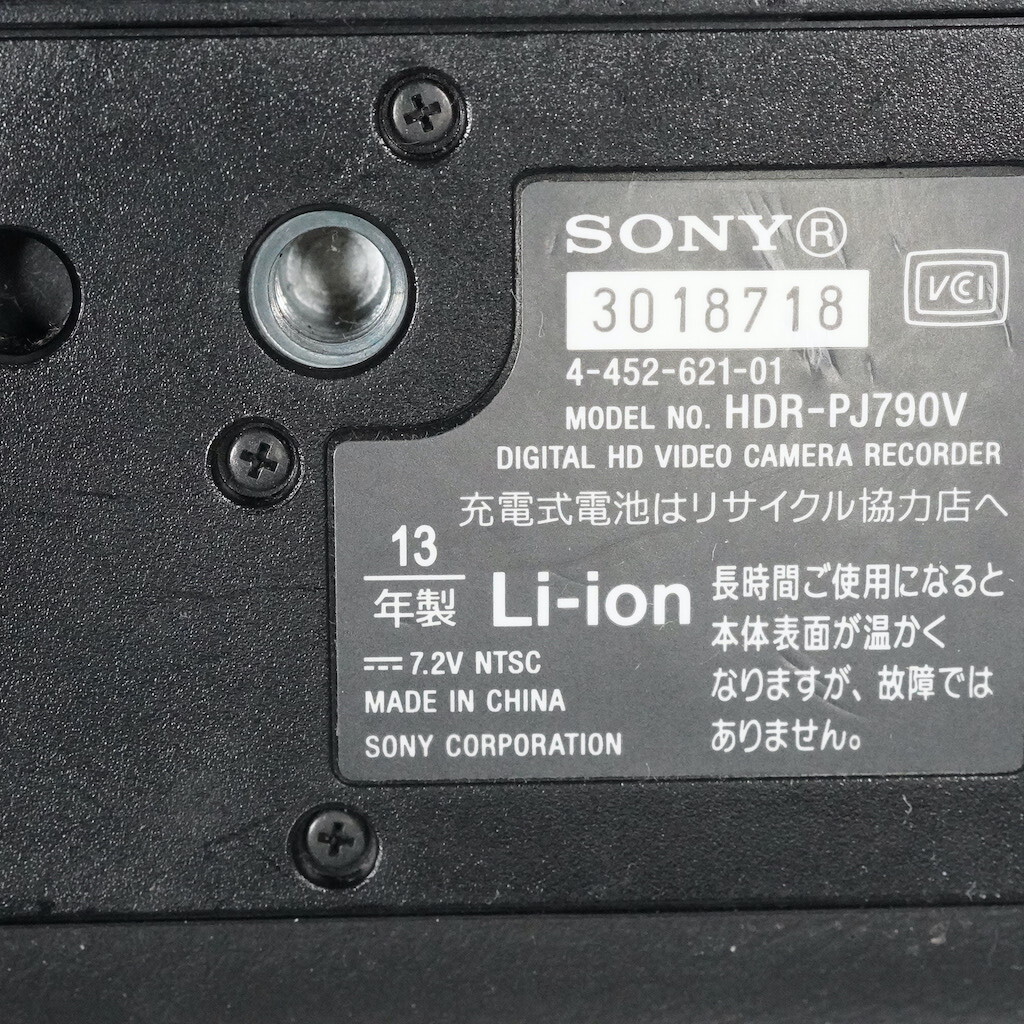 SONY®
3018718
VCCI
4-452-621-01
MODEL NO. HDR-PJ790V
DIGITAL HD VIDEO CAMERA RECORDER
充電式電池はリサイクル協力店へ
13
年製
Li-ion
⎓ 7.2V NTSC
MADE IN CHINA
SONY CORPORATION
長時間ご使用になると
本体表面が温かく
なりますが、故障では
ありません。